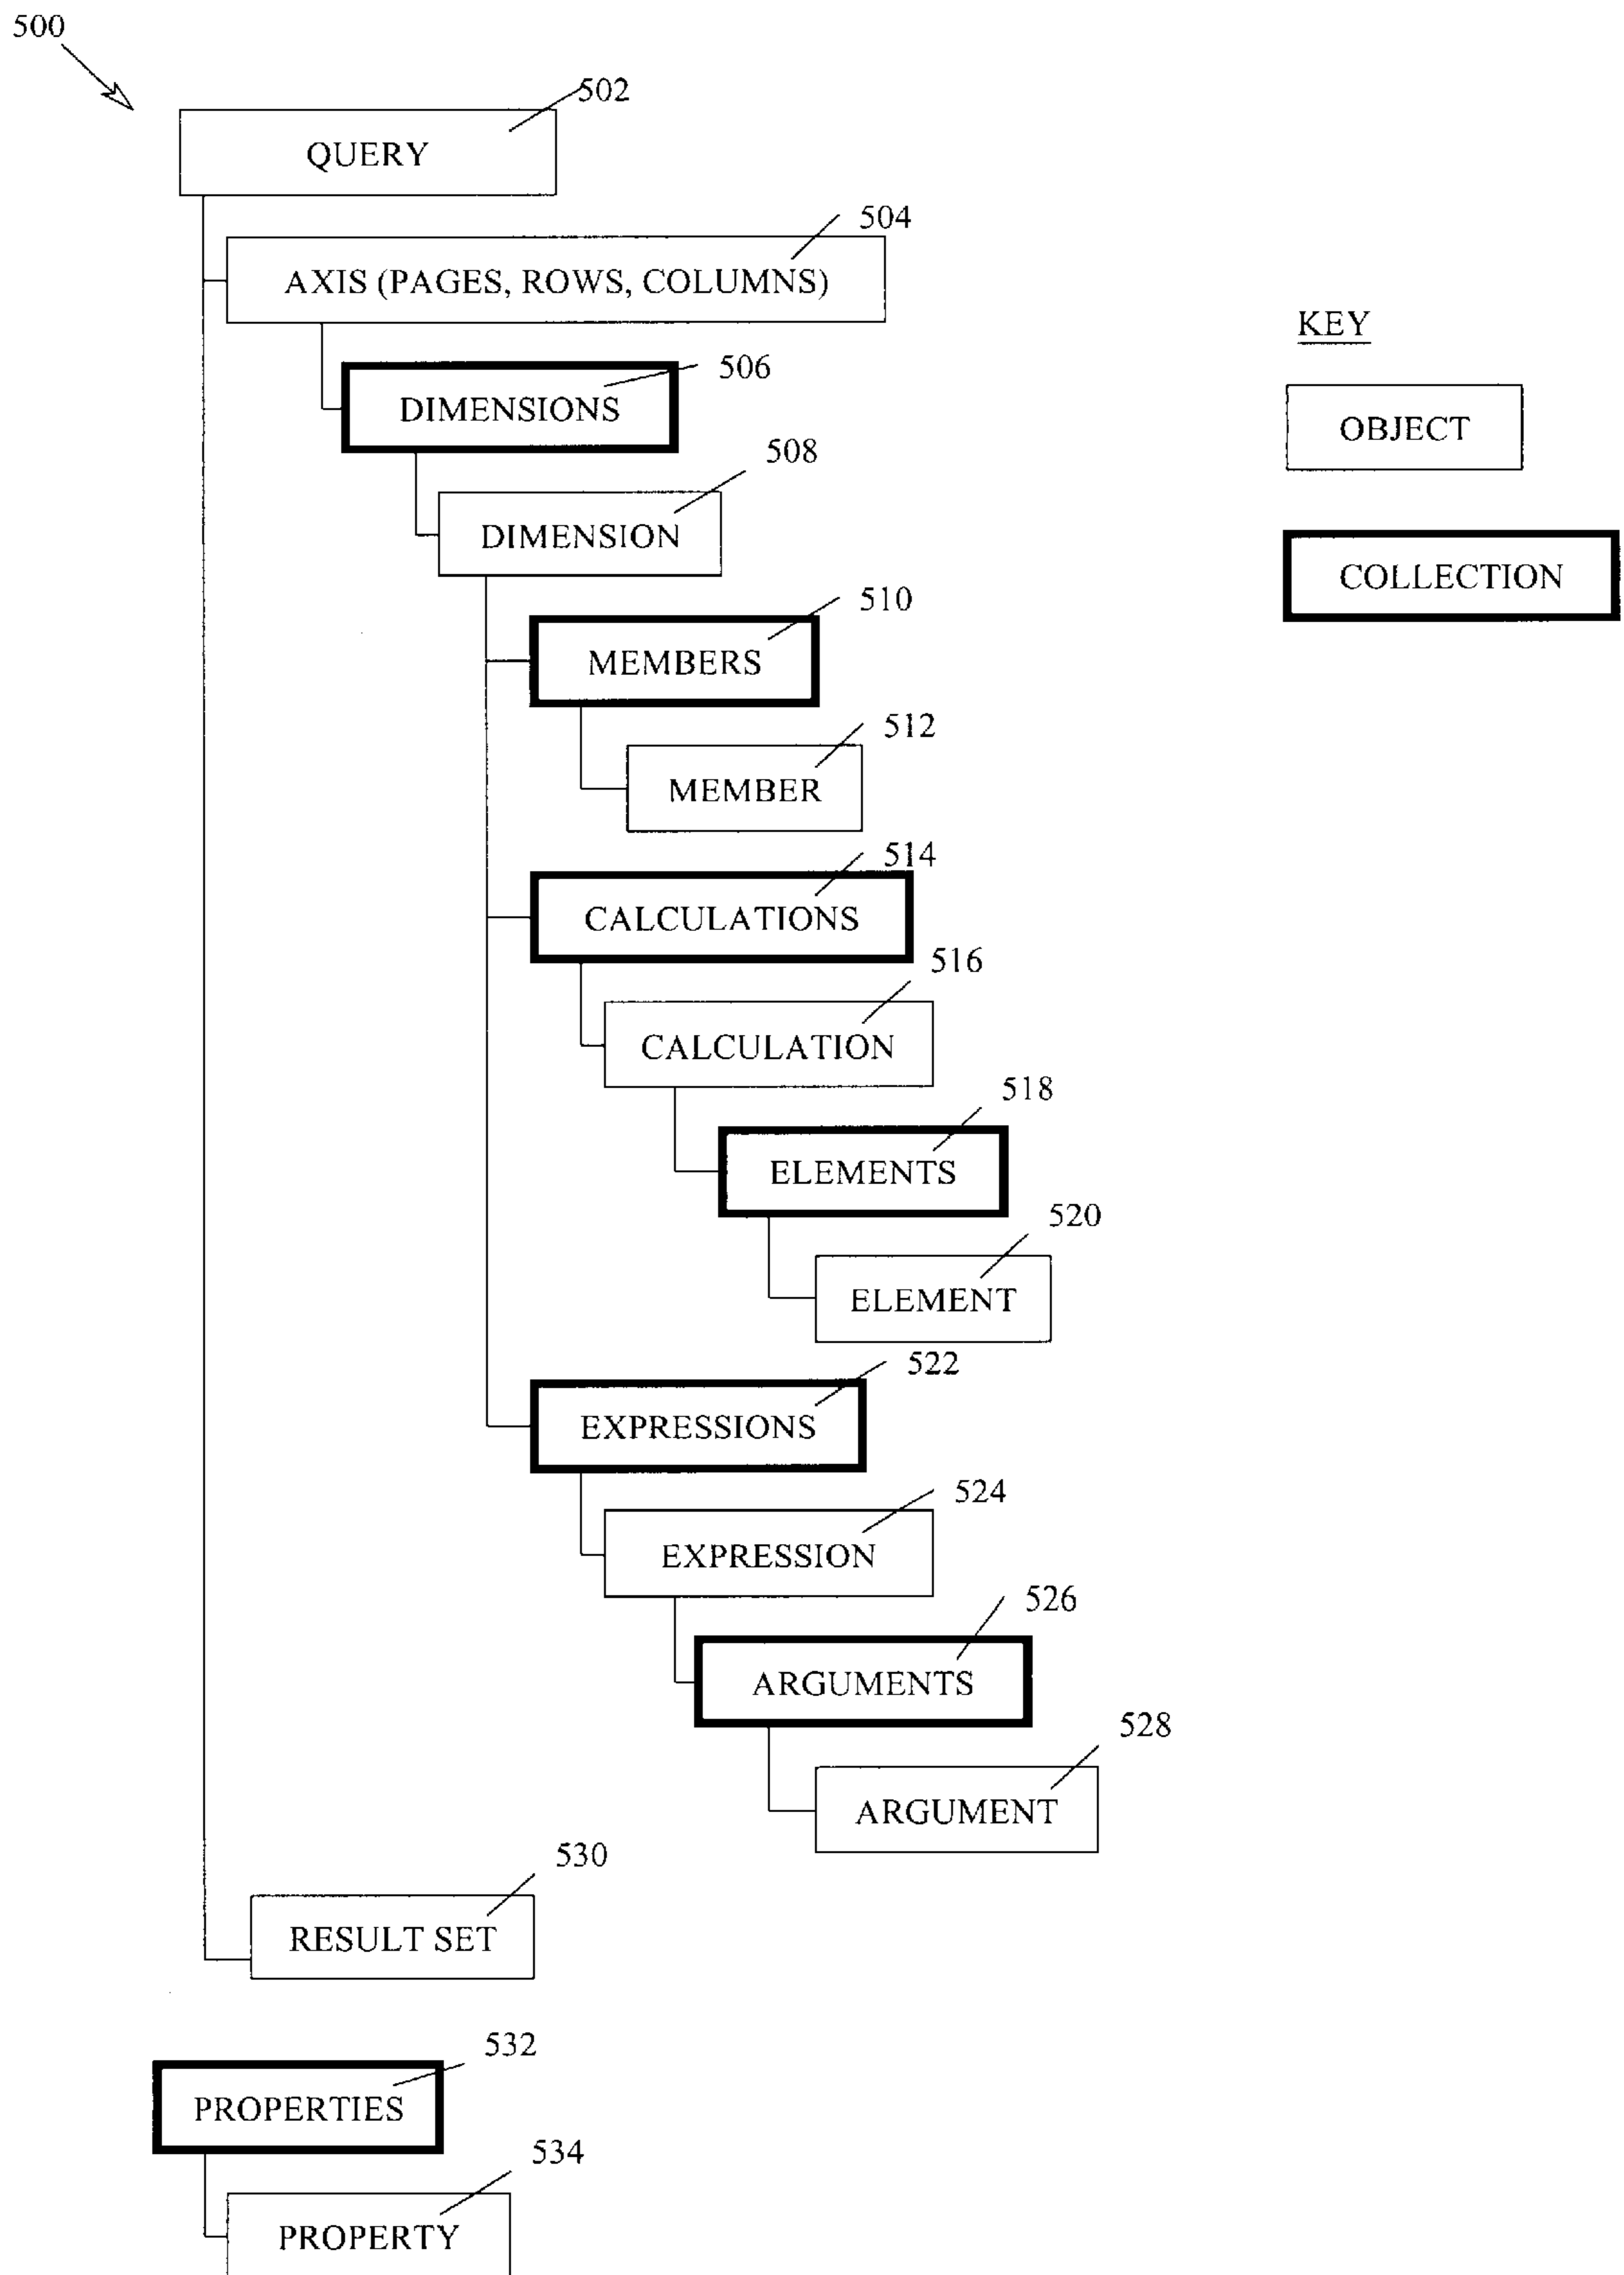 500
502
QUERY
504
AXIS (PAGES, ROWS, COLUMNS)
KEY
506
DIMENSIONS
OBJECT
508
DIMENSION
COLLECTION
510
MEMBERS
512
MEMBER
514
CALCULATIONS
516
CALCULATION
518
ELEMENTS
520
ELEMENT
522
EXPRESSIONS
524
EXPRESSION
526
ARGUMENTS
528
ARGUMENT
530
RESULT SET
532
PROPERTIES
534
PROPERTY